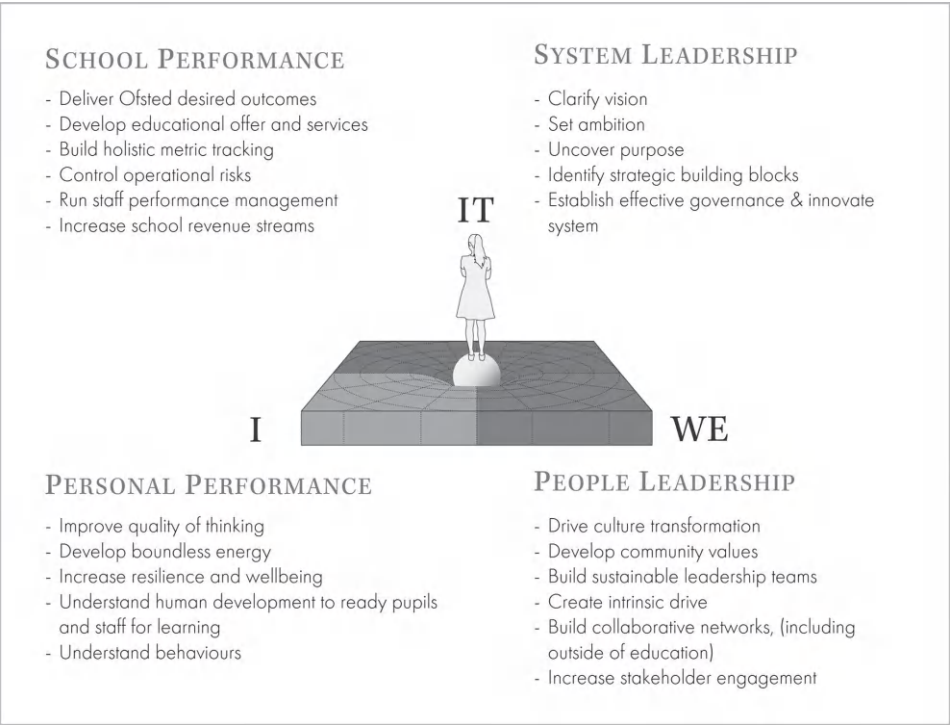 SCHOOL PERFORMANCE
- Deliver Ofsted desired outcomes
- Develop educational offer and services
- Build holistic metric tracking
- Control operational risks
- Run staff performance management
- Increase school revenue streams
SYSTEM LEADERSHIP
- Clarify vision
- Set ambition
- Uncover purpose
- Identify strategic building blocks
- Establish effective governance & innovate
system
IT
I
WE
PERSONAL PERFORMANCE
- Improve quality of thinking
- Develop boundless energy
- Increase resilience and wellbeing
- Understand human development to ready pupils
and staff for learning
- Understand behaviours
PEOPLE LEADERSHIP
- Drive culture transformation
- Develop community values
- Build sustainable leadership teams
- Create intrinsic drive
- Build collaborative networks, (including
outside of education)
- Increase stakeholder engagement